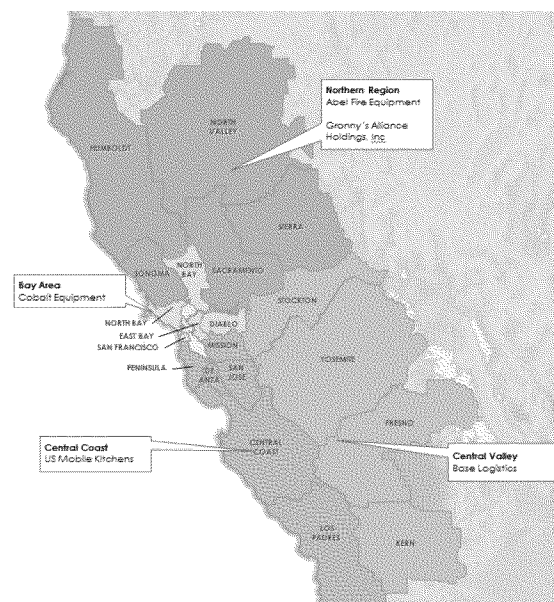 Northern Region
Abel Fire Equipment
Granny's Alliance
Holdings, Inc
NORTH
VALLEY
HUMBOLDT
SIERRA
SONOMA
NORTH
BAY
SACRAMENTO
Bay Area
Cobalt Equipment
STOCKTON
NORTH BAY
DIABLO
EAST BAY
SAN FRANCISCO
MISSION
YOSEMITE
PENINSULA
DE
ANZA
SAN
JOSE
FRESNO
Central Coast
US Mobile Kitchens
CENTRAL
COAST
Central Valley
Base Logistics
LOS
PADRES
KERN